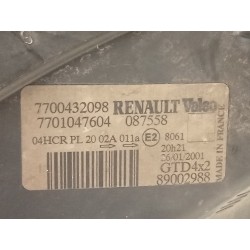 7700432098 RENAULT Valeo
7701047604 087558
04HCR PL 20 02A 011a E2 8061
MADE IN FRANCE
20h21
26/01/2001
GTD4x2
89002988